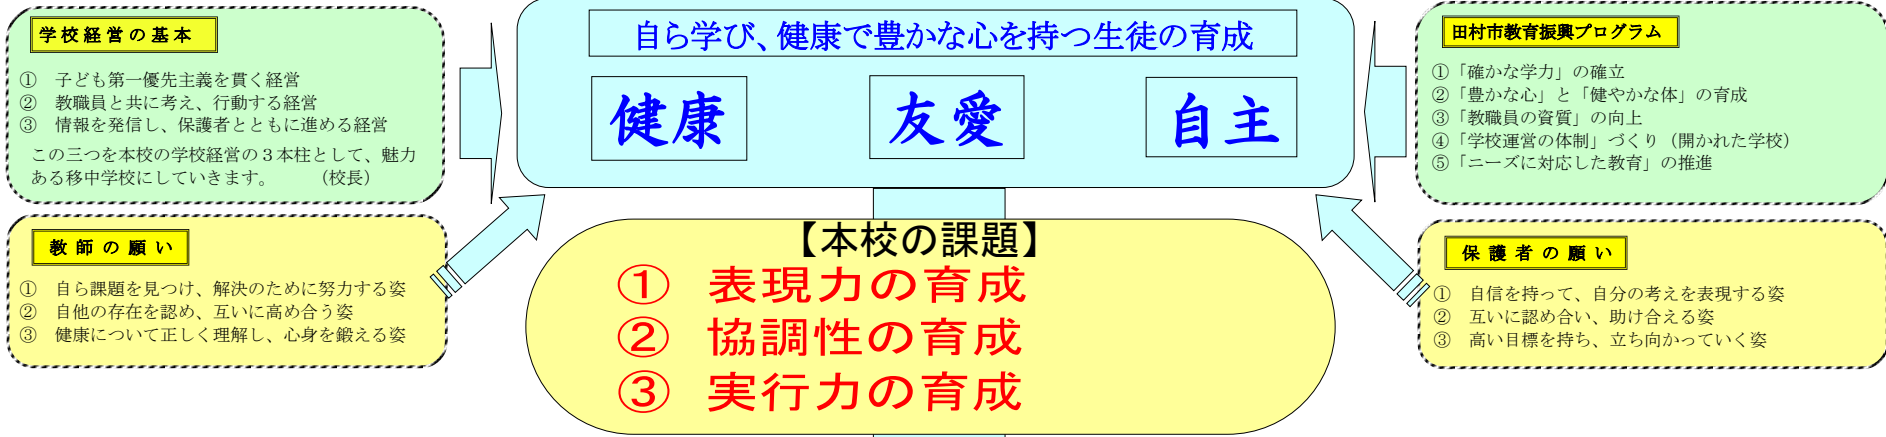 学校経営の基本
① 子ども第一優先主義を貫く経営
② 教職員と共に考え、行動する経営
③ 情報を発信し、保護者とともに進める経営
この三つを本校の学校経営の3本柱として、魅力
ある移中学校にしていきます。 (校長)
教師の願い
① 自ら課題を見つけ、解決のために努力する姿
② 自他の存在を認め、互いに高め合う姿
③ 健康について正しく理解し、心身を鍛える姿
自ら学び、健康で豊かな心を持つ生徒の育成
健康 友愛 自主
【本校の課題】
① 表現力の育成
② 協調性の育成
③ 実行力の育成
田村市教育振興プログラム
①「確かな学力」の確立
②「豊かな心」と「健やかな体」の育成
③「教職員の資質」の向上
④「学校運営の体制」づくり(開かれた学校)
⑤「ニーズに対応した教育」の推進
保護者の願い
① 自信を持って、自分の考えを表現する姿
② 互いに認め合い、助け合える姿
③ 高い目標を持ち、立ち向かっていく姿